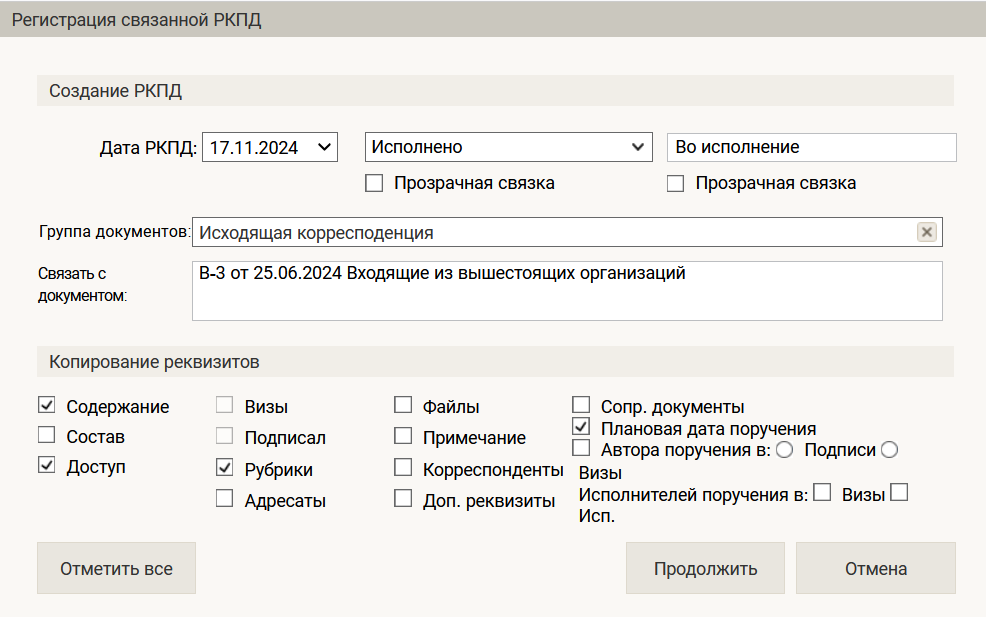 Регистрация связанной РКПД
Создание РКПД
Дата РКПД: 17.11.2024 Исполнено Во исполнение
Прозрачная связка Прозрачная связка
Группа документов: Исходящая корресподенция
Связать с документом: В-3 от 25.06.2024 Входящие из вышестоящих организаций
Копирование реквизитов
Содержание Визы Файлы Сопр. документы
Плановая дата поручения
Состав Подписал Примечание Автора поручения в: Подписи
Доступ Рубрики Корреспонденты Визы
Адресаты Доп. реквизиты Исполнителей поручения в: Визы
Исп.
Отметить все Продолжить Отмена